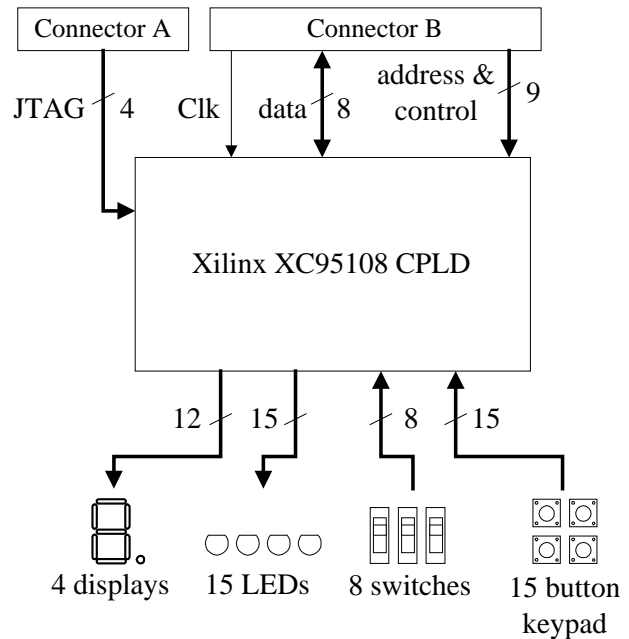 Connector A
Connector B
JTAG 4
Clk
data 8
address &
control
9
Xilinx XC95108 CPLD
12
15
8
15
4 displays
15 LEDs
8 switches
15 button
keypad